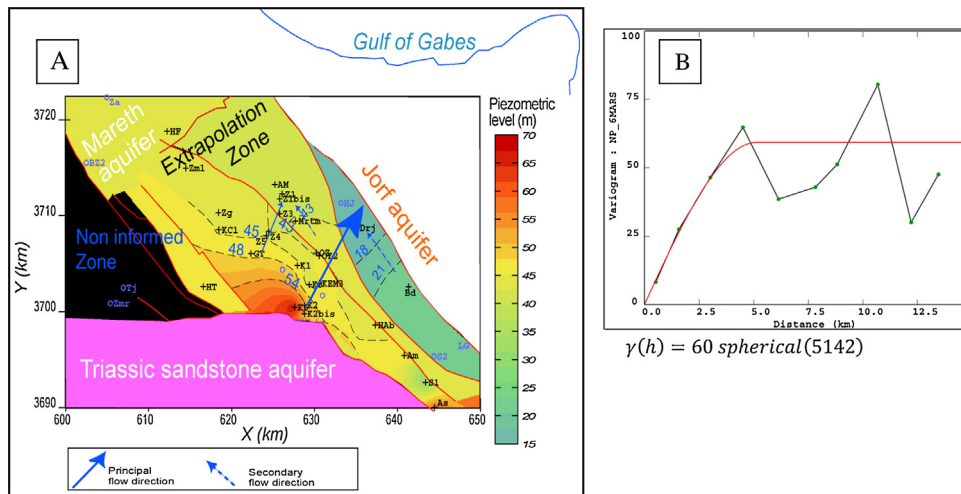 A
Gulf of Gabes
Za
3720
Mareth
aquifer
HF
Extrapolation
Zone
Zm1
OBZ2
Piezometric
level (m)
70
65
60
55
50
45
40
35
30
25
20
15
AM
Z1
Z1bis
3710
Zg
Z3
Mrtm
43
45
OHJ
Jorf aquifer
KC1
45
Z4
Z5
Drj
18
Non informed
Zone
48
GT
OZ
K1
21
Y (km)
OTj
HT
54
KEM3
Bd
OZmr
3700
K2
K2bis
HAb
LG
Am
OS2
Triassic sandstone aquifer
S1
As
3690
600
610
620
630
640
650
X (km)
Principal
flow direction
Secondary
flow direction
B
100
75
50
25
0
Variogram : NP_6MARS
0.0
2.5
5.0
7.5
10.0
12.5
Distance (km)
γ(h) = 60 spherical(5142)